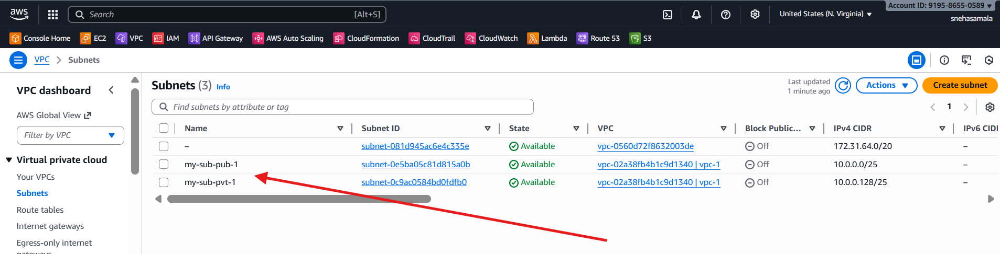 aws
Search [Alt+S]
United States (N. Virginia)
Account ID: 9195-8655-0589
snehasamala
Console Home EC2 VPC IAM API Gateway AWS Auto Scaling CloudFormation CloudTrail CloudWatch Lambda Route 53 S3
VPC Subnets
VPC dashboard
AWS Global View
Filter by VPC
Virtual private cloud
Your VPCs
Subnets
Route tables
Internet gateways
Egress-only internet
gateways
Subnets (3) Info
Last updated
1 minute ago
Actions
Create subnet
Find subnets by attribute or tag
1
Name Subnet ID State VPC Block Public... IPv4 CIDR IPv6 CIDR
– subnet-081d945ac6e4c335e Available vpc-0560d72f8632003de Off 172.31.64.0/20 –
my-sub-pub-1 subnet-0e5ba05c81d815a0b Available vpc-02a38fb4b1c9d1340 | vpc-1 Off 10.0.0.0/25 –
my-sub-pvt-1 subnet-0c9ac0584bd0fdfb0 Available vpc-02a38fb4b1c9d1340 | vpc-1 Off 10.0.0.128/25 –